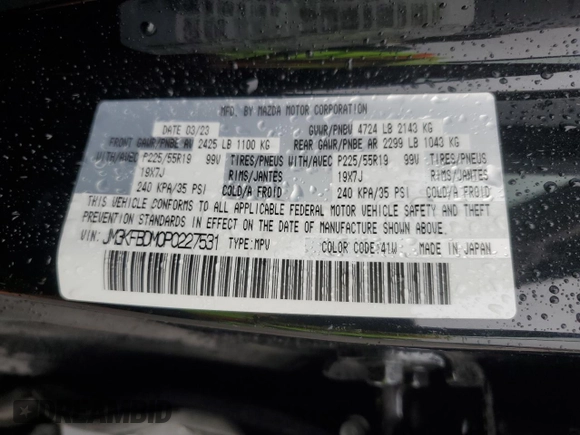 MFD. BY MAZDA MOTOR CORPORATION
DATE 03/23 GVWR/PNBV 4724 LB 2143 KG
FRONT GAWR/PNBE AV 2425 LB 1100 KG REAR GAWR/PNBE AR 2299 LB 1043 KG
WITH/AVEC P225/55R19 99V TIRES/PNEUS WITH/AVEC P225/55R19 99V TIRES/PNEUS
19X7J RIMS/JANTES 19X7J RIMS/JANTES
240 KPA/35 PSI COLD/A FROID 240 KPA/35 PSI COLD/A FROID
THIS VEHICLE CONFORMS TO ALL APPLICABLE FEDERAL MOTOR VEHICLE SAFETY
STANDARDS IN EFFECT ON THE DATE OF MANUFACTURE SHOWN ABOVE.
VIN: JM3KFBDM0P0227531 TYPE:MPV COLOR CODE:41W MADE IN JAPAN
DREAMBID